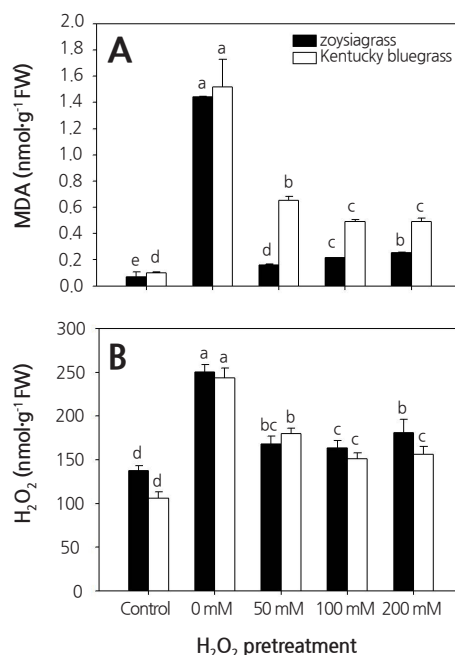 A
zoysiagrass
Kentucky bluegrass
MDA (nmol·g⁻¹ FW)
2.0
1.8
1.6
1.4
1.2
1.0
0.8
0.6
0.4
0.2
0.0
e d a a d b c c b c
B
H₂O₂ (nmol·g⁻¹ FW)
300
250
200
150
100
50
0
d d a a bc b c c b c
Control 0 mM 50 mM 100 mM 200 mM
H₂O₂ pretreatment